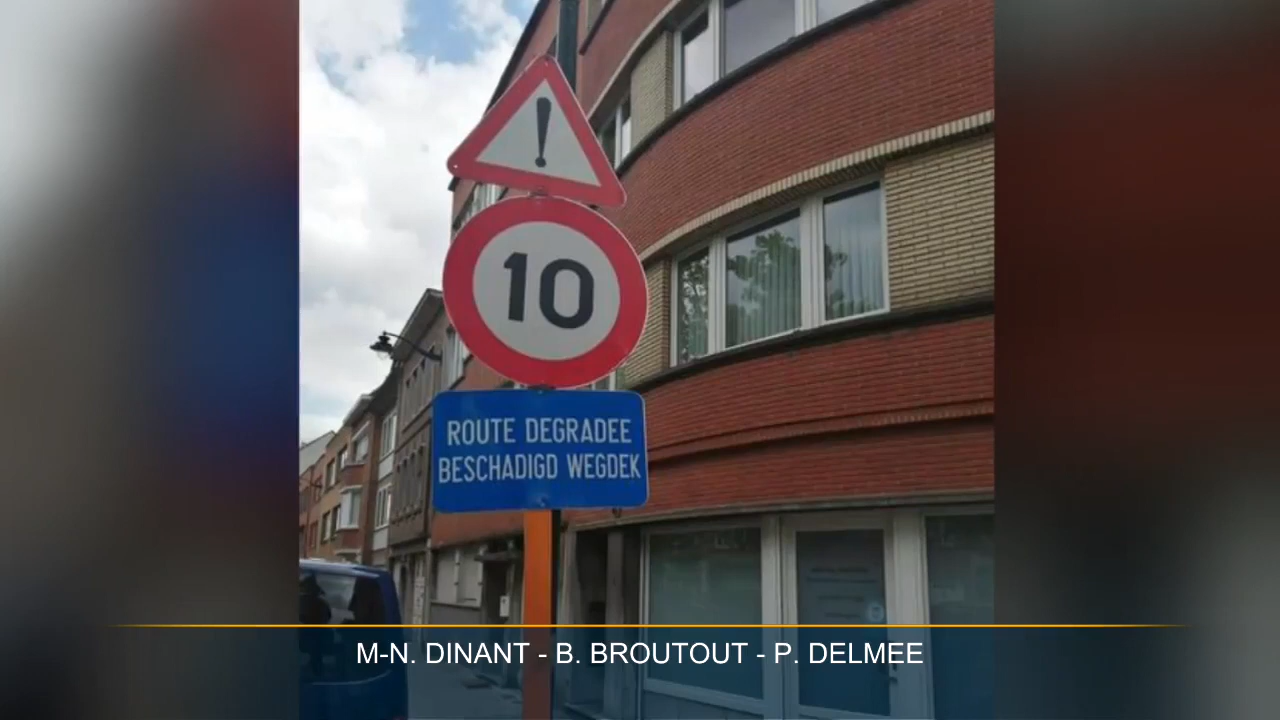 !
10
ROUTE DEGRADEE
BESCHADIGD WEGDEK
M-N. DINANT - B. BROUTOUT - P. DELMEE